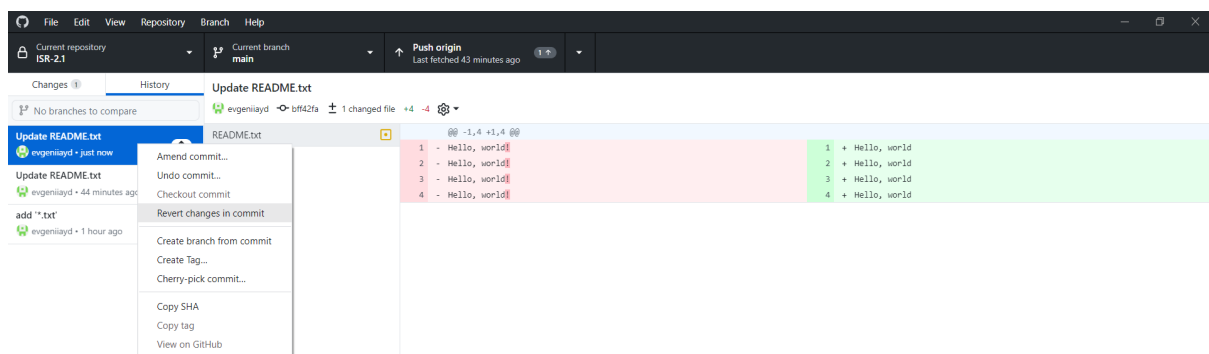 File Edit View Repository Branch Help
Current repository
ISR-2.1
Current branch
main
Push origin
Last fetched 43 minutes ago
1
Changes 1
History
No branches to compare
Update README.txt
evgeniiayd • just now
Update README.txt
evgeniiayd • 44 minutes ago
add '*.txt'
evgeniiayd • 1 hour ago
Amend commit...
Undo commit...
Checkout commit
Revert changes in commit
Create branch from commit
Create Tag...
Cherry-pick commit...
Copy SHA
Copy tag
View on GitHub
Update README.txt
evgeniiayd bff42fa 1 changed file +4 -4
README.txt
@@ -1,4 +1,4 @@
1 - Hello, world! 1 + Hello, world
2 - Hello, world! 2 + Hello, world
3 - Hello, world! 3 + Hello, world
4 - Hello, world! 4 + Hello, world